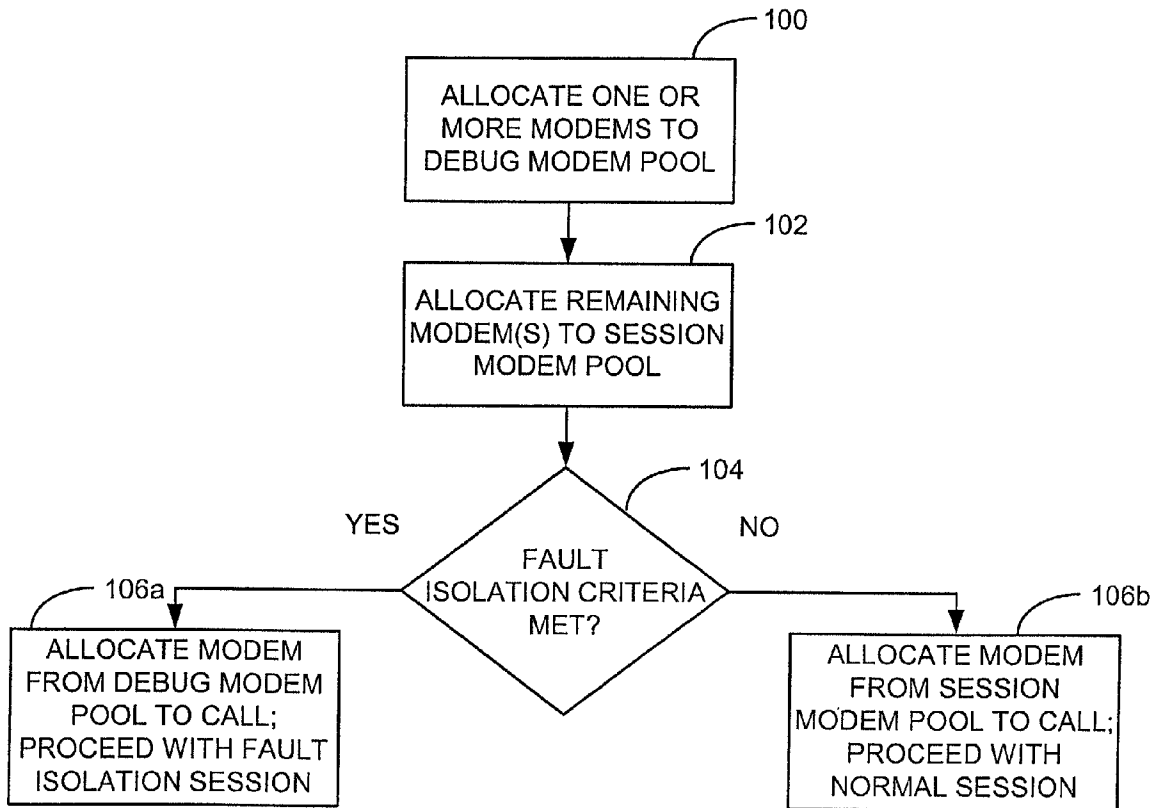 100
ALLOCATE ONE OR
MORE MODEMS TO
DEBUG MODEM POOL
102
ALLOCATE REMAINING
MODEM(S) TO SESSION
MODEM POOL
104
YES
NO
FAULT
ISOLATION CRITERIA
MET?
106a
ALLOCATE MODEM
FROM DEBUG MODEM
POOL TO CALL;
PROCEED WITH FAULT
ISOLATION SESSION
106b
ALLOCATE MODEM
FROM SESSION
MODEM POOL TO CALL;
PROCEED WITH
NORMAL SESSION